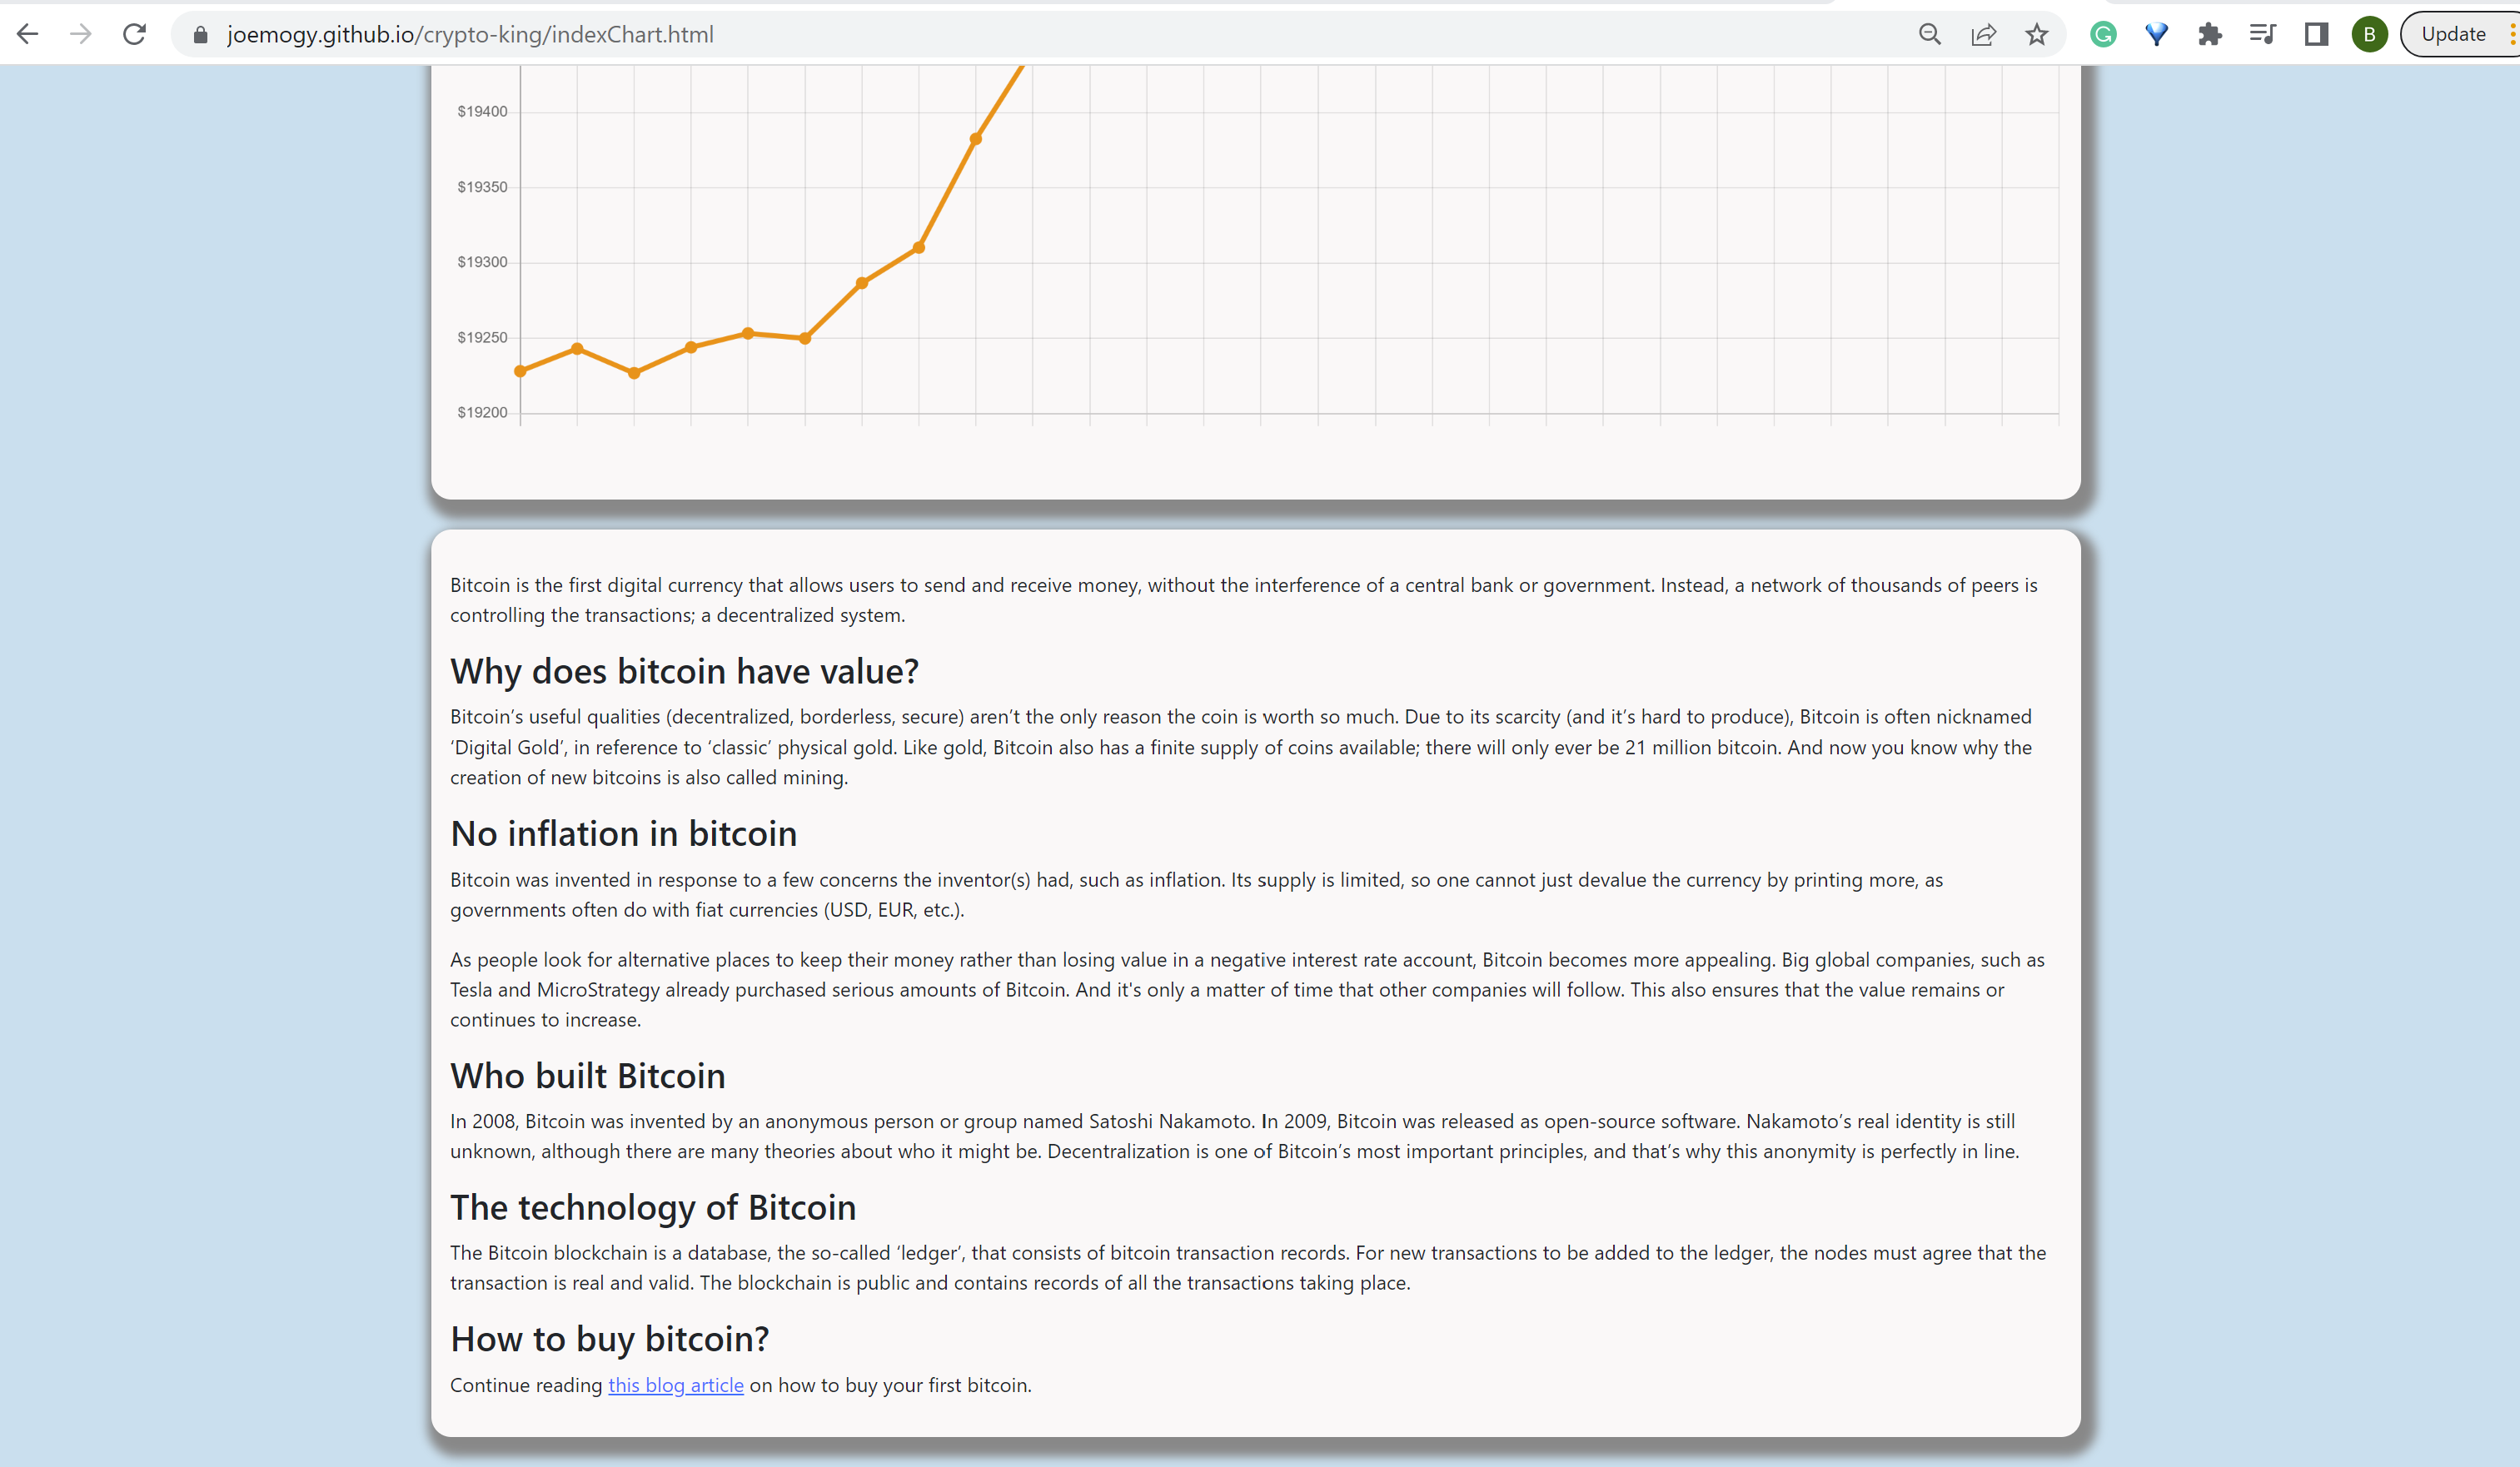 joemogy.github.io/crypto-king/indexChart.html
B
Update
$19400
$19350
$19300
$19250
$19200
Bitcoin is the first digital currency that allows users to send and receive money, without the interference of a central bank or government. Instead, a network of thousands of peers is
controlling the transactions; a decentralized system.
Why does bitcoin have value?
Bitcoin’s useful qualities (decentralized, borderless, secure) aren’t the only reason the coin is worth so much. Due to its scarcity (and it’s hard to produce), Bitcoin is often nicknamed
‘Digital Gold’, in reference to ‘classic’ physical gold. Like gold, Bitcoin also has a finite supply of coins available; there will only ever be 21 million bitcoin. And now you know why the
creation of new bitcoins is also called mining.
No inflation in bitcoin
Bitcoin was invented in response to a few concerns the inventor(s) had, such as inflation. Its supply is limited, so one cannot just devalue the currency by printing more, as
governments often do with fiat currencies (USD, EUR, etc.).
As people look for alternative places to keep their money rather than losing value in a negative interest rate account, Bitcoin becomes more appealing. Big global companies, such as
Tesla and MicroStrategy already purchased serious amounts of Bitcoin. And it's only a matter of time that other companies will follow. This also ensures that the value remains or
continues to increase.
Who built Bitcoin
In 2008, Bitcoin was invented by an anonymous person or group named Satoshi Nakamoto. In 2009, Bitcoin was released as open-source software. Nakamoto’s real identity is still
unknown, although there are many theories about who it might be. Decentralization is one of Bitcoin’s most important principles, and that’s why this anonymity is perfectly in line.
The technology of Bitcoin
The Bitcoin blockchain is a database, the so-called ‘ledger’, that consists of bitcoin transaction records. For new transactions to be added to the ledger, the nodes must agree that the
transaction is real and valid. The blockchain is public and contains records of all the transactions taking place.
How to buy bitcoin?
Continue reading this blog article on how to buy your first bitcoin.